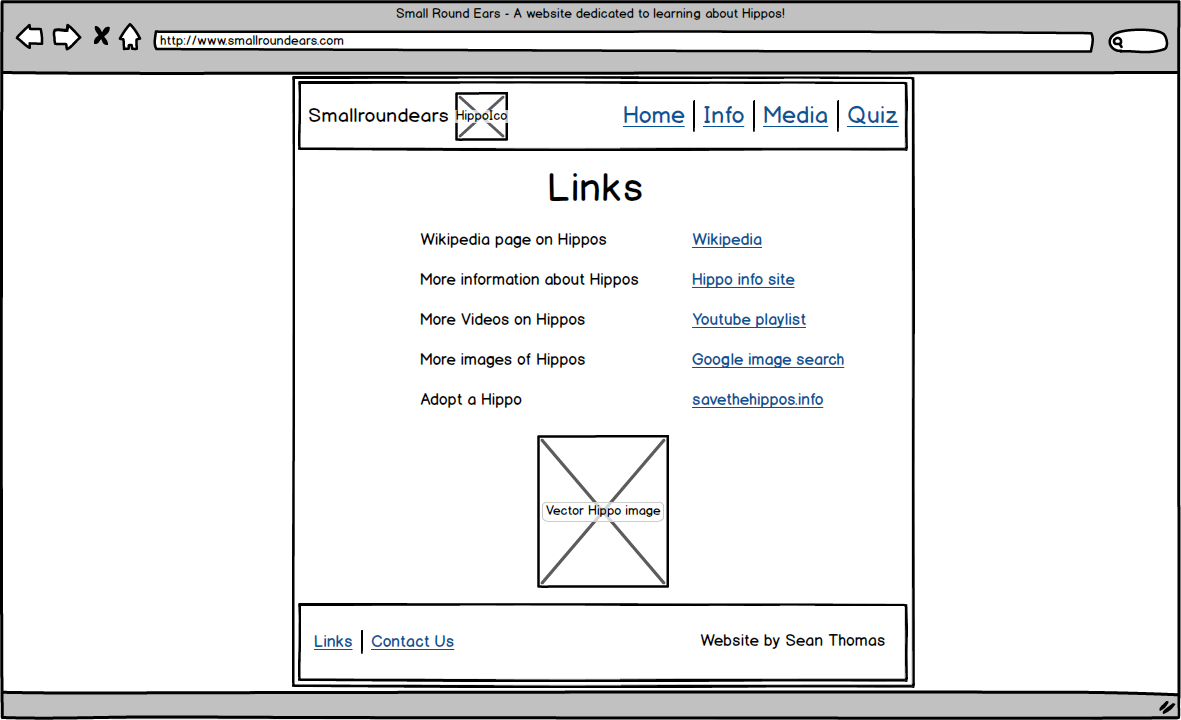 Small Round Ears - A website dedicated to learning about Hippos!
http://www.smallroundears.com
Smallroundears HippoIco Home Info Media Quiz
Links
Wikipedia page on Hippos Wikipedia
More information about Hippos Hippo info site
More Videos on Hippos Youtube playlist
More images of Hippos Google image search
Adopt a Hippo savethehippos.info
Vector Hippo image
Links Contact Us Website by Sean Thomas